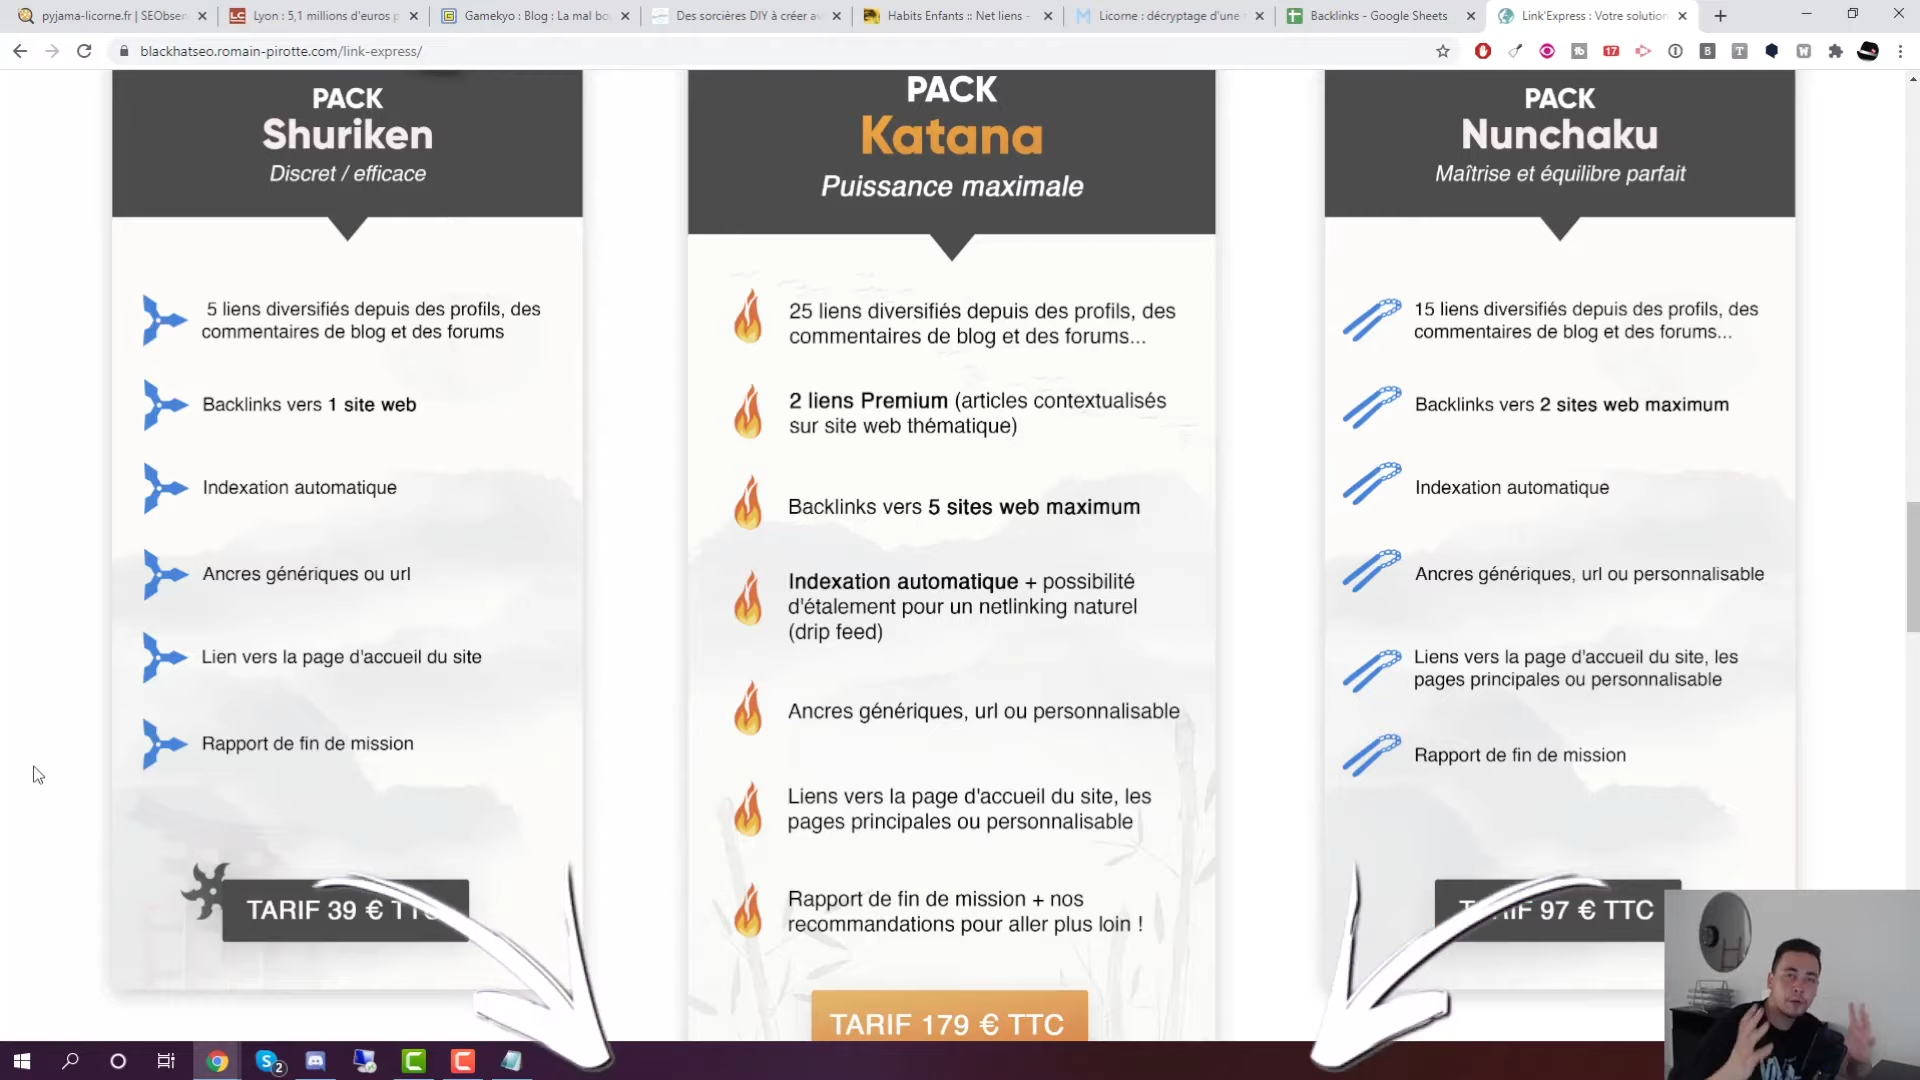 pyjama-licorne.fr | SEObser
Lyon : 5,1 millions d'euros p
Gamekyo : Blog : La mal bo
Des sorcières DIY à créer av
Habits Enfants :: Net liens -
Licorne : décryptage d'une
Backlinks - Google Sheets
Link'Express : Votre solution
blackhatseo.romain-pirotte.com/link-express/
17
PACK
Shuriken
Discret / efficace
5 liens diversifiés depuis des profils, des
commentaires de blog et des forums
Backlinks vers 1 site web
Indexation automatique
Ancres génériques ou url
Lien vers la page d'accueil du site
Rapport de fin de mission
TARIF 39 € TTC
PACK
Katana
Puissance maximale
25 liens diversifiés depuis des profils, des
commentaires de blog et des forums...
2 liens Premium (articles contextualisés
sur site web thématique)
Backlinks vers 5 sites web maximum
Indexation automatique + possibilité
d'étalement pour un netlinking naturel
(drip feed)
Ancres génériques, url ou personnalisable
Liens vers la page d'accueil du site, les
pages principales ou personnalisable
Rapport de fin de mission + nos
recommandations pour aller plus loin !
TARIF 179 € TTC
PACK
Nunchaku
Maîtrise et équilibre parfait
15 liens diversifiés depuis des profils, des
commentaires de blog et des forums...
Backlinks vers 2 sites web maximum
Indexation automatique
Ancres génériques, url ou personnalisable
Liens vers la page d'accueil du site, les
pages principales ou personnalisable
Rapport de fin de mission
TARIF 97 € TTC
2